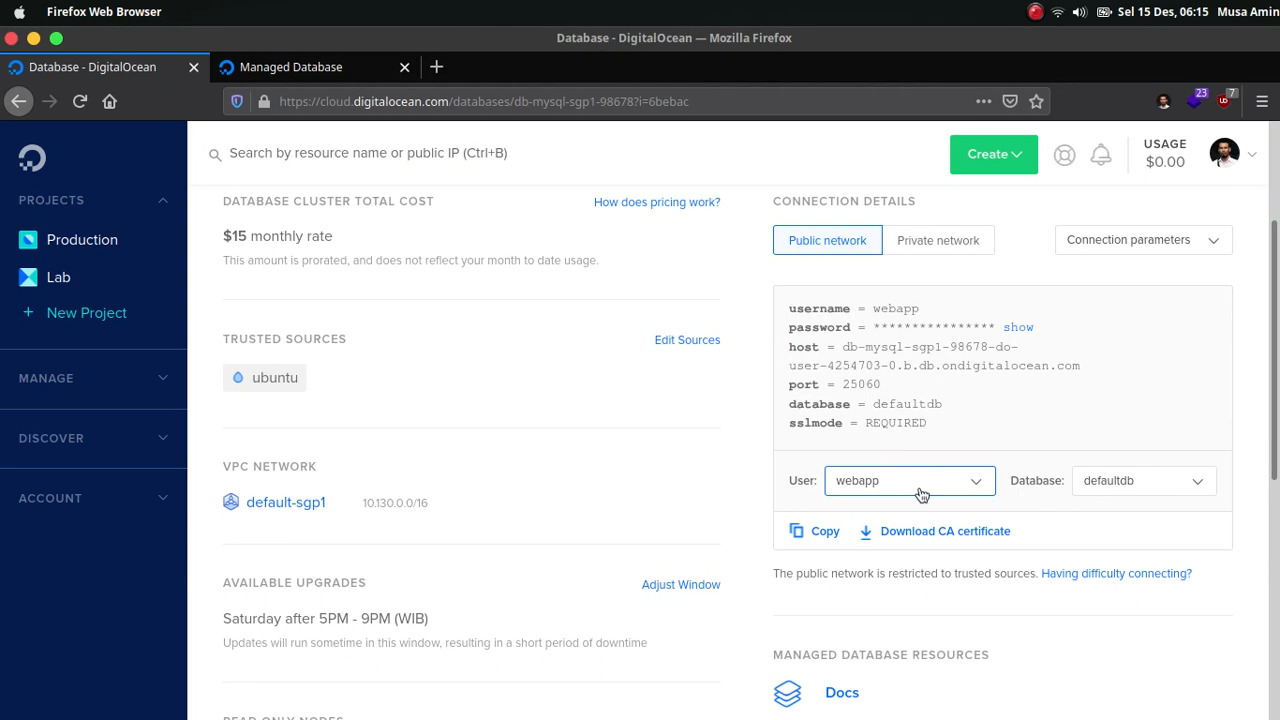 Firefox Web Browser
Sel 15 Des, 06:15 Musa Amin
Database - DigitalOcean — Mozilla Firefox
Database - DigitalOcean
Managed Database
https://cloud.digitalocean.com/databases/db-mysql-sgp1-98678?i=6bebac
23
7
Search by resource name or public IP (Ctrl+B)
Create
USAGE
$0.00
PROJECTS
Production
Lab
+ New Project
MANAGE
DISCOVER
ACCOUNT
DATABASE CLUSTER TOTAL COST
How does pricing work?
$15 monthly rate
This amount is prorated, and does not reflect your month to date usage.
TRUSTED SOURCES
Edit Sources
ubuntu
VPC NETWORK
default-sgp1
10.130.0.0/16
AVAILABLE UPGRADES
Adjust Window
Saturday after 5PM - 9PM (WIB)
Updates will run sometime in this window, resulting in a short period of downtime
READ ONLY NODES
CONNECTION DETAILS
Public network
Private network
Connection parameters
username = webapp
password = **************** show
host = db-mysql-sgp1-98678-do-
user-4254703-0.b.db.ondigitalocean.com
port = 25060
database = defaultdb
sslmode = REQUIRED
User: webapp
Database: defaultdb
Copy
Download CA certificate
The public network is restricted to trusted sources. Having difficulty connecting?
MANAGED DATABASE RESOURCES
Docs